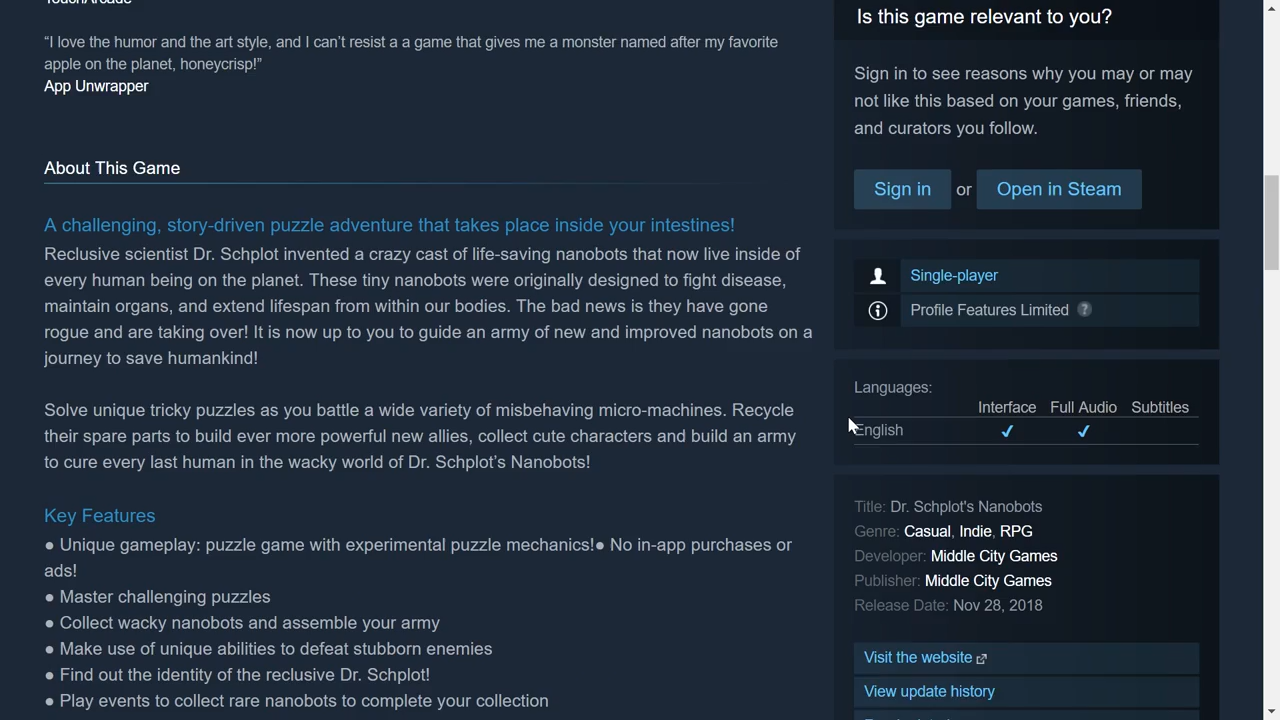 TouchArcade
“I love the humor and the art style, and I can’t resist a a game that gives me a monster named after my favorite
apple on the planet, honeycrisp!”
App Unwrapper
About This Game
A challenging, story-driven puzzle adventure that takes place inside your intestines!
Reclusive scientist Dr. Schplot invented a crazy cast of life-saving nanobots that now live inside of
every human being on the planet. These tiny nanobots were originally designed to fight disease,
maintain organs, and extend lifespan from within our bodies. The bad news is they have gone
rogue and are taking over! It is now up to you to guide an army of new and improved nanobots on a
journey to save humankind!
Solve unique tricky puzzles as you battle a wide variety of misbehaving micro-machines. Recycle
their spare parts to build ever more powerful new allies, collect cute characters and build an army
to cure every last human in the wacky world of Dr. Schplot’s Nanobots!
Key Features
● Unique gameplay: puzzle game with experimental puzzle mechanics!● No in-app purchases or
ads!
● Master challenging puzzles
● Collect wacky nanobots and assemble your army
● Make use of unique abilities to defeat stubborn enemies
● Find out the identity of the reclusive Dr. Schplot!
● Play events to collect rare nanobots to complete your collection
Is this game relevant to you?
Sign in to see reasons why you may or may
not like this based on your games, friends,
and curators you follow.
Sign in or Open in Steam
Single-player
Profile Features Limited ?
Languages:
Interface Full Audio Subtitles
English ✔ ✔
Title: Dr. Schplot's Nanobots
Genre: Casual, Indie, RPG
Developer: Middle City Games
Publisher: Middle City Games
Release Date: Nov 28, 2018
Visit the website
View update history